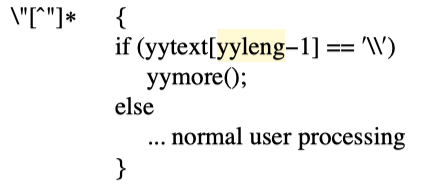 \"[^"]*   {
if (yytext[yyleng-1] == '\\')
yymore();
else
... normal user processing
}